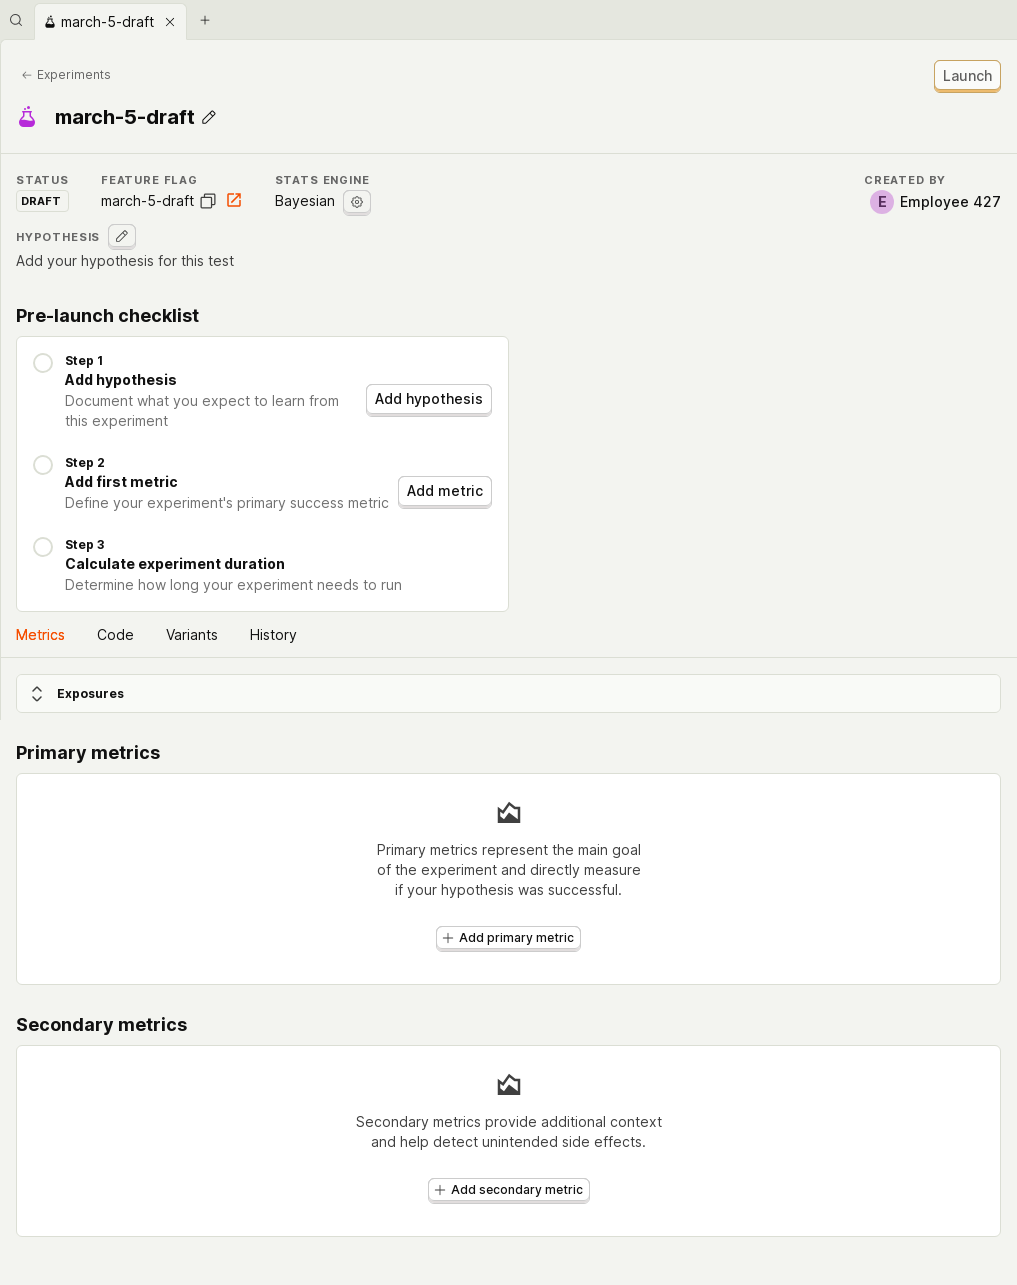 march-5-draft
Experiments
Launch
march-5-draft
STATUS
FEATURE FLAG
STATS ENGINE
CREATED BY
DRAFT
march-5-draft
Bayesian
E
Employee 427
HYPOTHESIS
Add your hypothesis for this test
Pre-launch checklist
Step 1
Add hypothesis
Document what you expect to learn from
this experiment
Add hypothesis
Step 2
Add first metric
Define your experiment's primary success metric
Add metric
Step 3
Calculate experiment duration
Determine how long your experiment needs to run
Metrics
Code
Variants
History
Exposures
Primary metrics
Primary metrics represent the main goal
of the experiment and directly measure
if your hypothesis was successful.
Add primary metric
Secondary metrics
Secondary metrics provide additional context
and help detect unintended side effects.
Add secondary metric